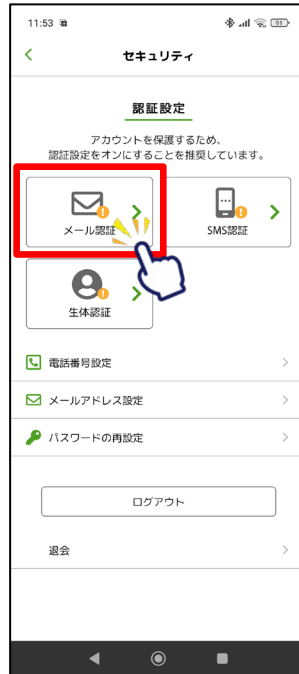 11:53
セキュリティ
認証設定
アカウントを保護するため、
認証設定をオンにすることを推奨しています。
メール認証
SMS認証
生体認証
電話番号設定
メールアドレス設定
パスワードの再設定
ログアウト
退会